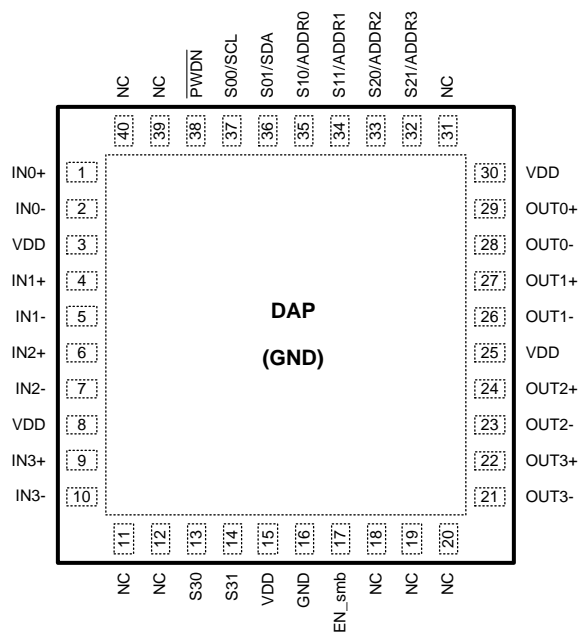 NC
NC
PWDN
S00/SCL
S01/SDA
S10/ADDR0
S11/ADDR1
S20/ADDR2
S21/ADDR3
NC
40
39
38
37
36
35
34
33
32
31
IN0+ 1
IN0- 2
VDD 3
IN1+ 4
IN1- 5
IN2+ 6
IN2- 7
VDD 8
IN3+ 9
IN3- 10
DAP
(GND)
30 VDD
29 OUT0+
28 OUT0-
27 OUT1+
26 OUT1-
25 VDD
24 OUT2+
23 OUT2-
22 OUT3+
21 OUT3-
11
12
13
14
15
16
17
18
19
20
NC
NC
S30
S31
VDD
GND
EN_smb
NC
NC
NC